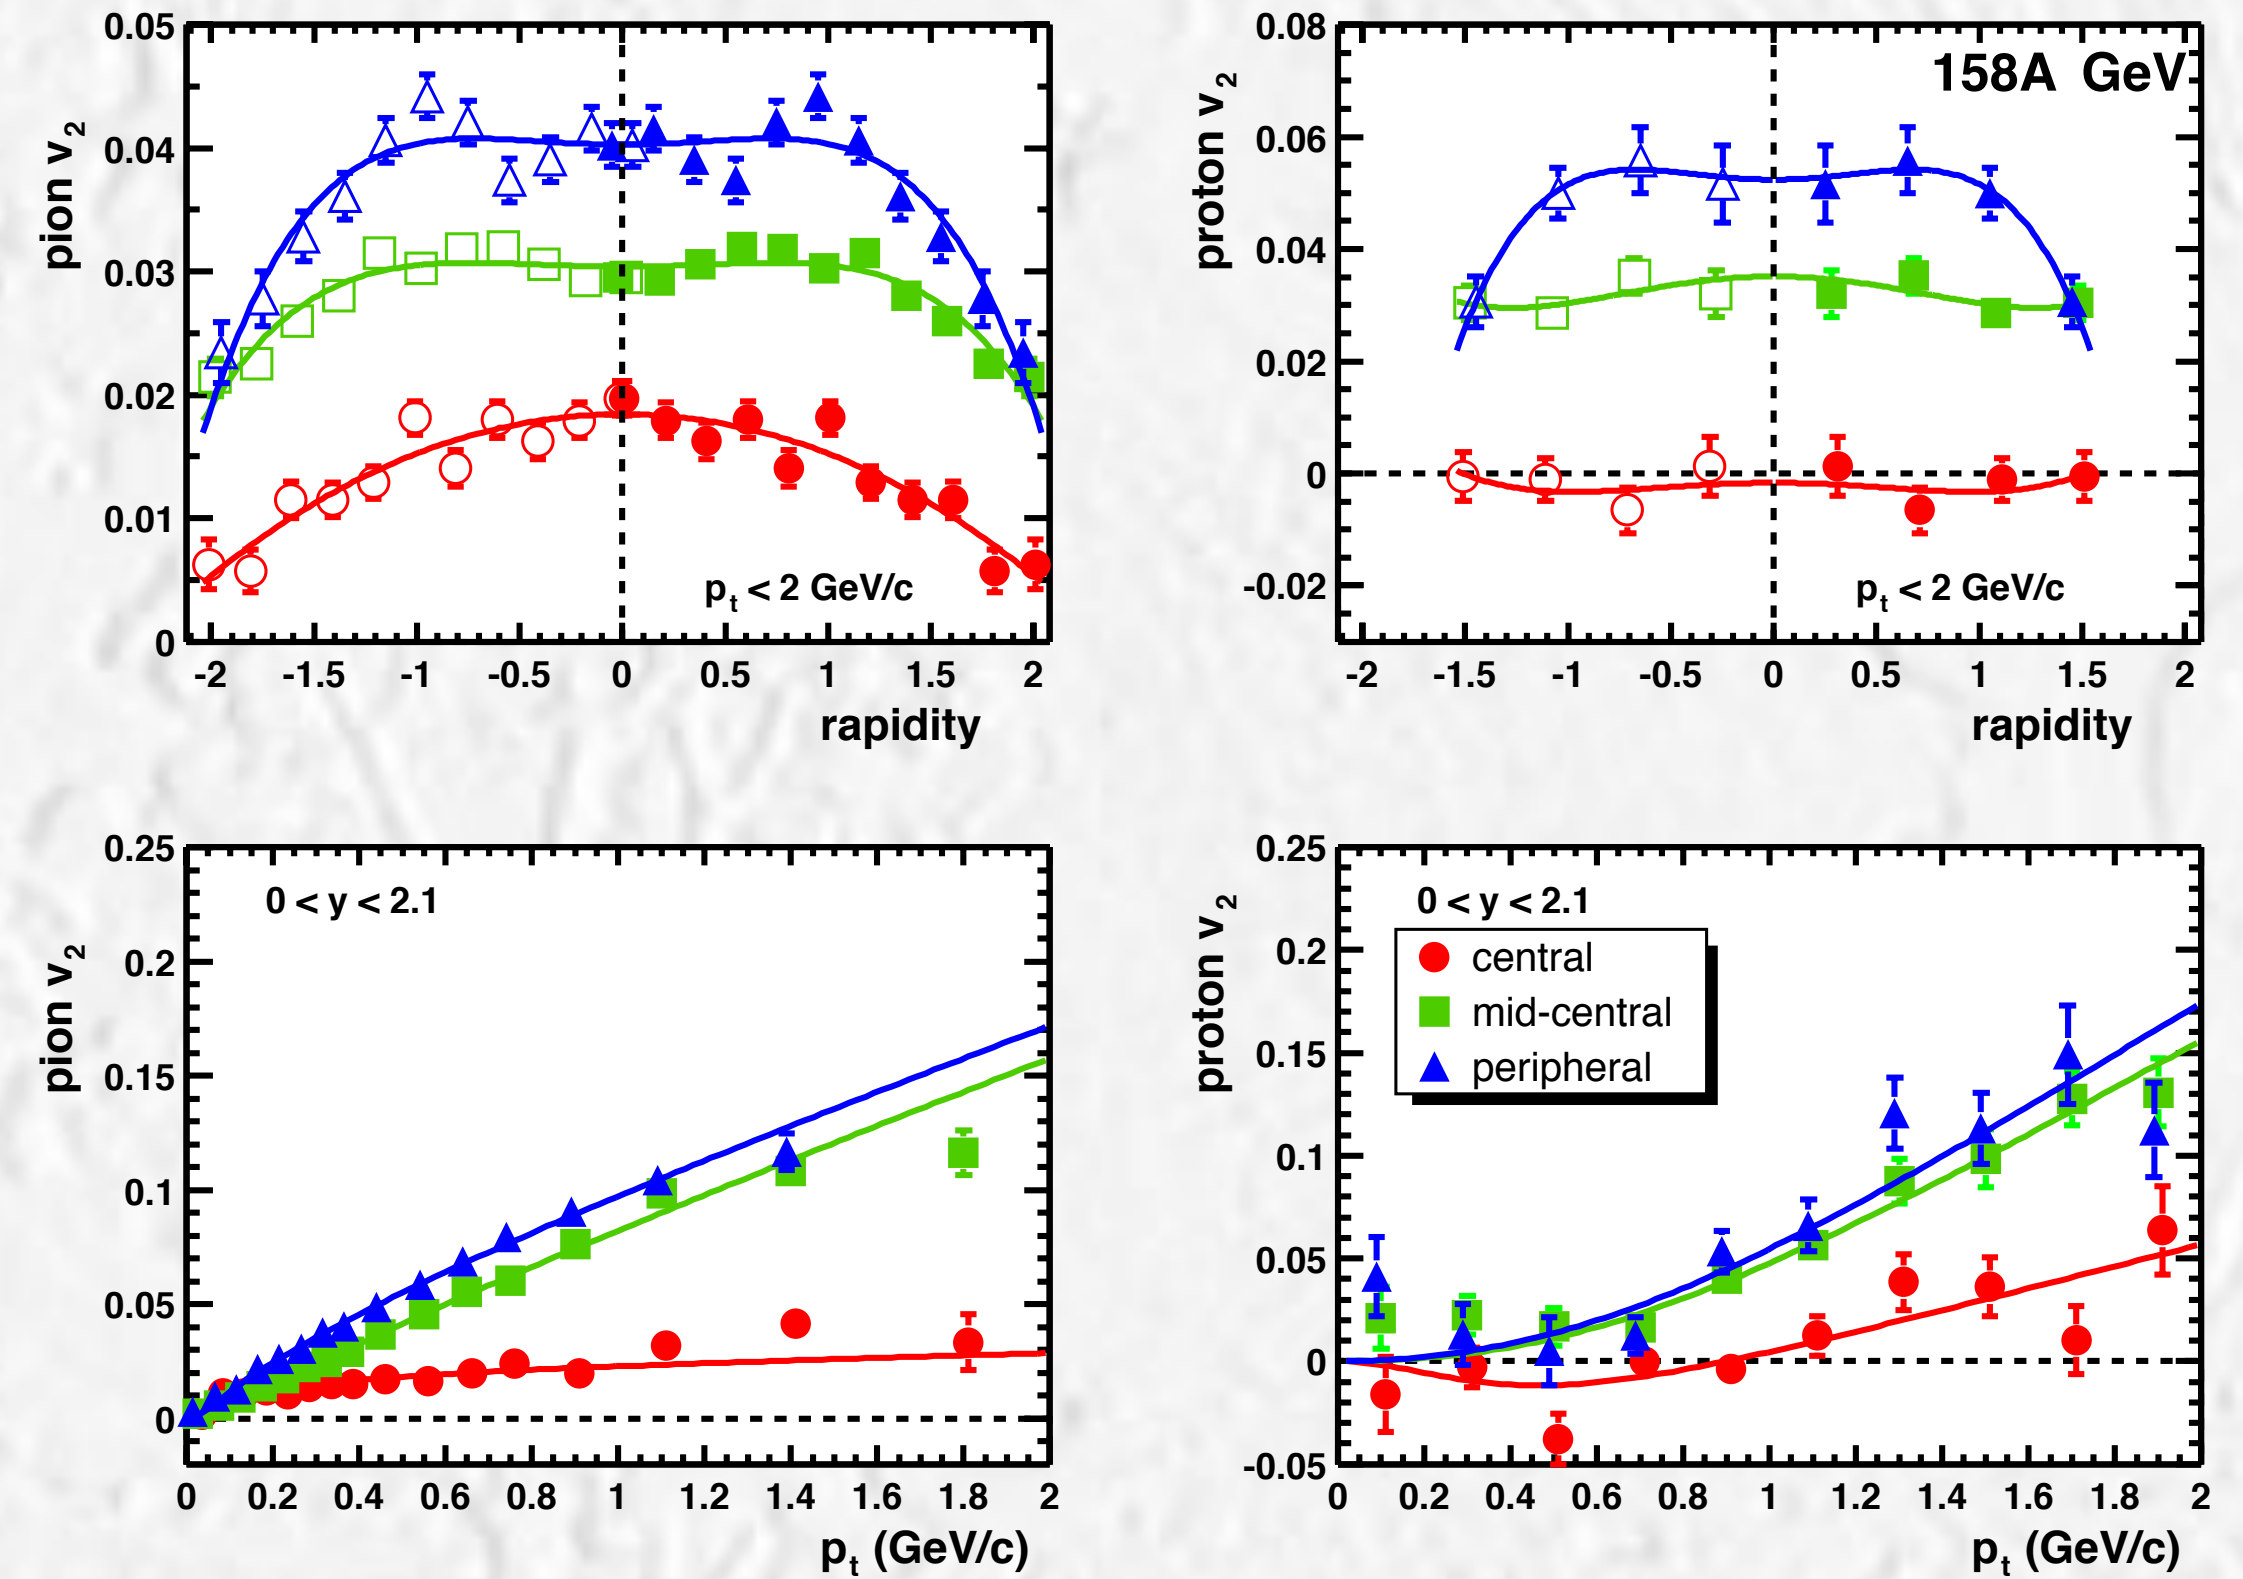 0.05
0.04
0.03
0.02
0.01
0
pion v2
pt < 2 GeV/c
-2 -1.5 -1 -0.5 0 0.5 1 1.5 2
rapidity
0.08
0.06
0.04
0.02
0
-0.02
proton v2
158A GeV
pt < 2 GeV/c
-2 -1.5 -1 -0.5 0 0.5 1 1.5 2
rapidity
0.25
0.2
0.15
0.1
0.05
0
pion v2
0 < y < 2.1
0 0.2 0.4 0.6 0.8 1 1.2 1.4 1.6 1.8 2
pt (GeV/c)
0.25
0.2
0.15
0.1
0.05
0
-0.05
proton v2
0 < y < 2.1
central
mid-central
peripheral
0 0.2 0.4 0.6 0.8 1 1.2 1.4 1.6 1.8 2
pt (GeV/c)